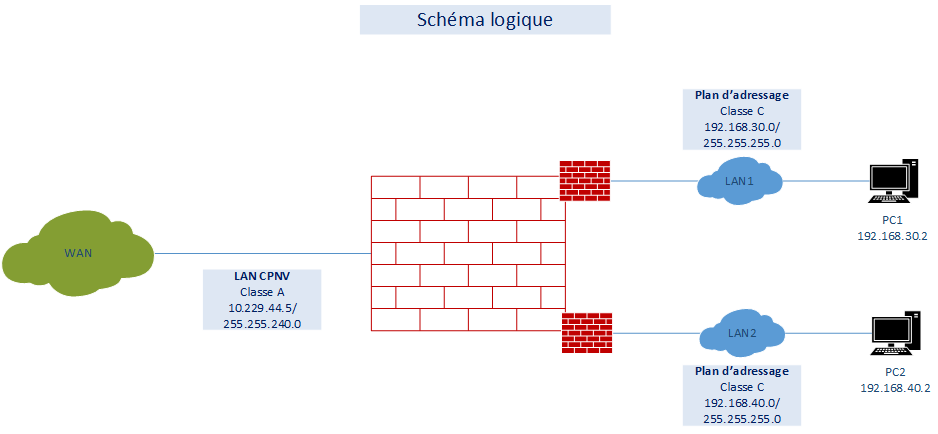 Schéma logique
Plan d'adressage
Classe C
192.168.30.0/
255.255.255.0
LAN1
PC1
192.168.30.2
WAN
LAN CPNV
Classe A
10.229.44.5/
255.255.240.0
LAN2
PC2
192.168.40.2
Plan d'adressage
Classe C
192.168.40.0/
255.255.255.0